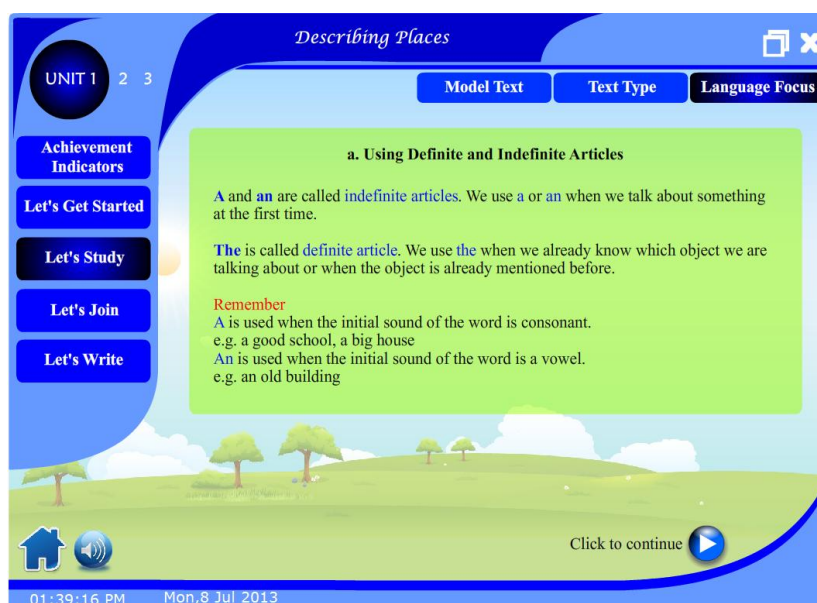 Describing Places
UNIT 1 2 3
Model Text
Text Type
Language Focus
Achievement
Indicators
Let's Get Started
Let's Study
Let's Join
Let's Write
a. Using Definite and Indefinite Articles
A and an are called indefinite articles. We use a or an when we talk about something
at the first time.
The is called definite article. We use the when we already know which object we are
talking about or when the object is already mentioned before.
Remember
A is used when the initial sound of the word is consonant.
e.g. a good school, a big house
An is used when the initial sound of the word is a vowel.
e.g. an old building
Click to continue
01:39:16 PM Mon,8 Jul 2013